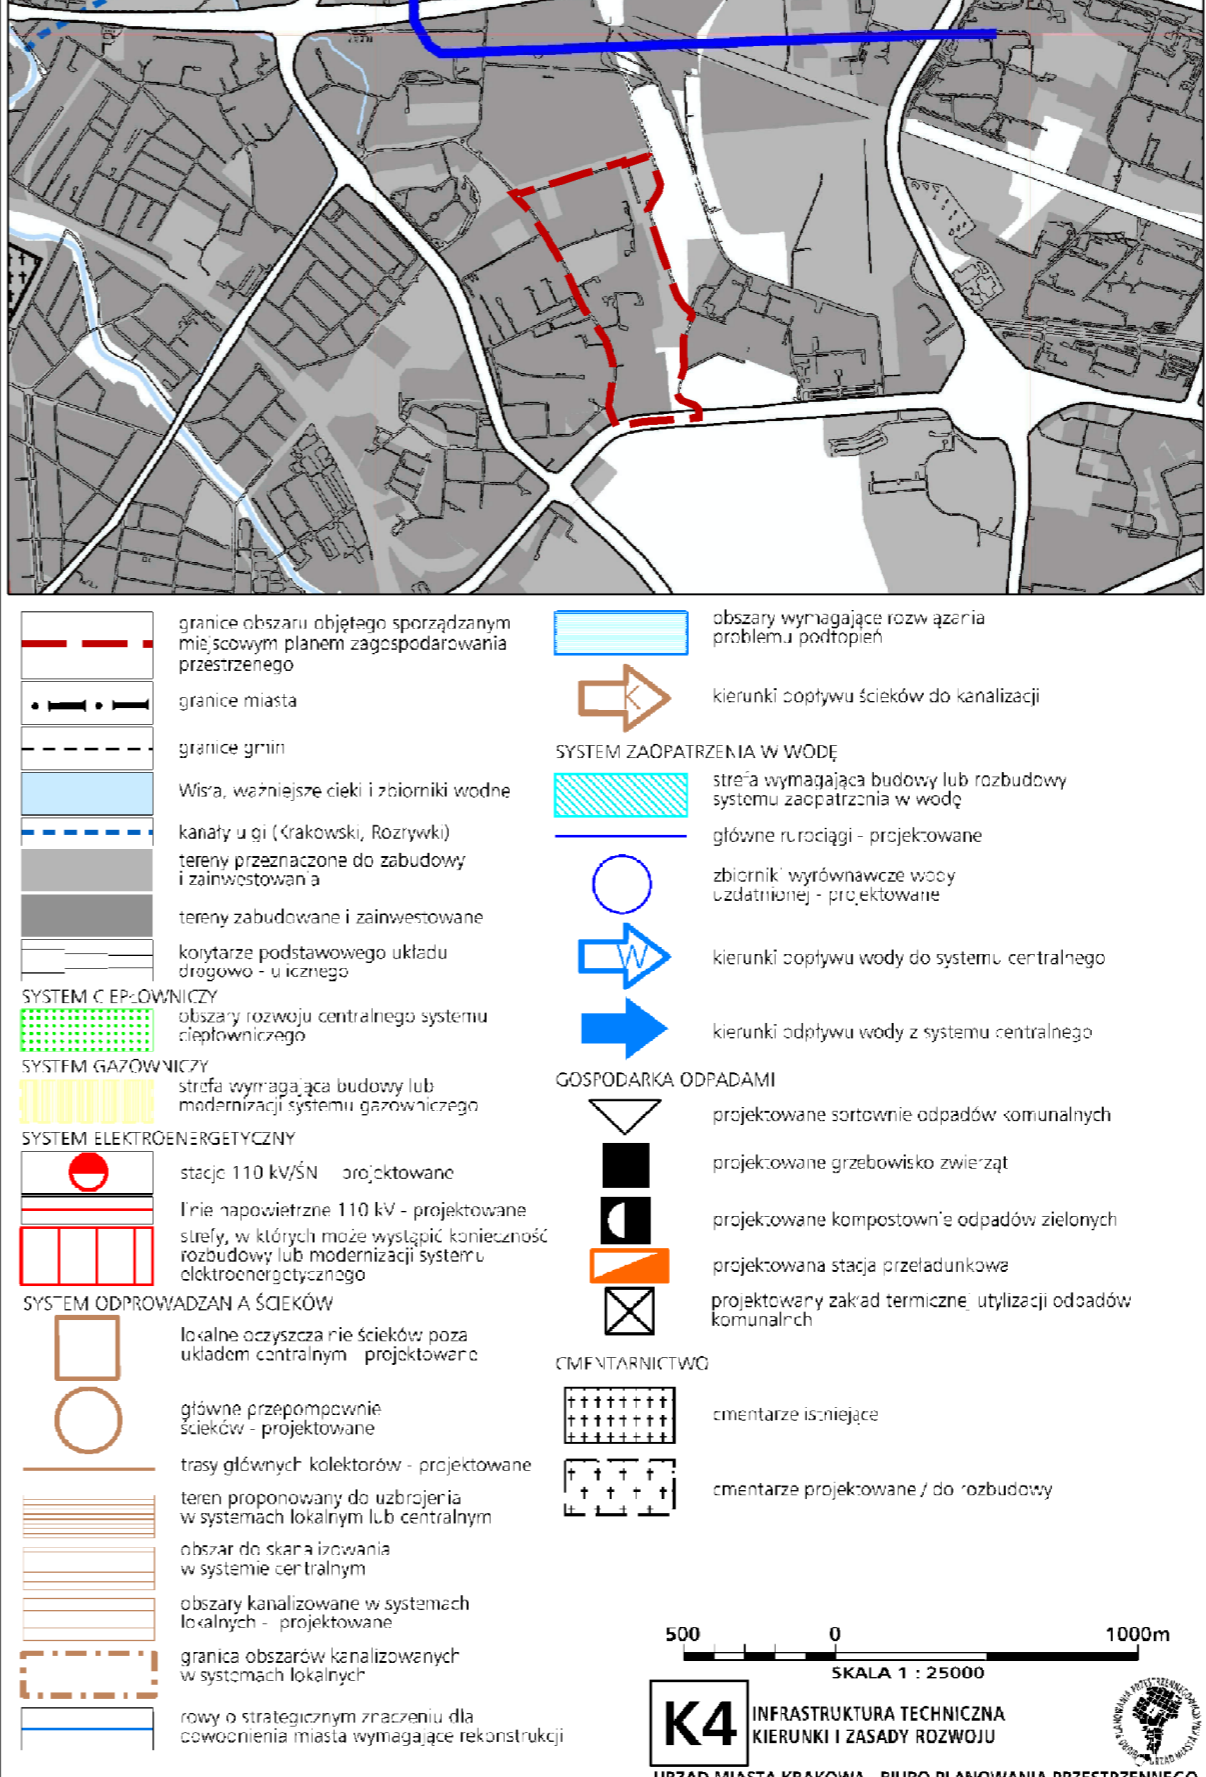 granice obszaru objętego sporządzanym
miejscowym planem zagospodarowania
przestrzenego
granice miasta
granice gmin
Wisła, ważniejsze cieki i zbiorniki wodne
kanały ulgi (Krakowski, Rozrywki)
tereny przeznaczone do zabudowy
i zainwestowania
tereny zabudowane i zainwestowane
korytarze podstawowego układu
drogowo - ulicznego
SYSTEM CIEPŁOWNICZY
obszary rozwoju centralnego systemu
ciepłowniczego
SYSTEM GAZOWNICZY
strefa wymagająca budowy lub
modernizacji systemu gazowniczego
SYSTEM ELEKTROENERGETYCZNY
stacje 110 kV/ŚN projektowane
linie napowietrzne 110 kV - projektowane
strefy, w których może wystąpić konieczność
rozbudowy lub modernizacji systemu
elektroenergetycznego
SYSTEM ODPROWADZANIA ŚCIEKÓW
lokalne oczyszczalnie ścieków poza
układem centralnym projektowane
główne przepompownie
ścieków - projektowane
trasy głównych kolektorów - projektowane
teren proponowany do uzbrojenia
w systemach lokalnym lub centralnym
obszar do skanalizowania
w systemie centralnym
obszary kanalizowane w systemach
lokalnych - projektowane
granica obszarów kanalizowanych
w systemach lokalnych
rowy o strategicznym znaczeniu dla
odwodnienia miasta wymagające rekonstrukcji
obszary wymagające rozwiązania
problemu podtopień
K
kierunki dopływu ścieków do kanalizacji
SYSTEM ZAOPATRZENIA W WODĘ
strefa wymagająca budowy lub rozbudowy
systemu zaopatrzenia w wodę
główne rurociągi - projektowane
zbiorniki wyrównawcze wody
uzdatnionej - projektowane
W
kierunki dopływu wody do systemu centralnego
kierunki odpływu wody z systemu centralnego
GOSPODARKA ODPADAMI
projektowane sortownie odpadów komunalnych
projektowane grzebowisko zwierząt
projektowane kompostownie odpadów zielonych
projektowana stacja przeładunkowa
projektowany zakład termicznej utylizacji odpadów
komunalnch
CMENTARNICTWO
cmentarze istniejące
cmentarze projektowane / do rozbudowy
500 0 1000m
SKALA 1 : 25000
K4
INFRASTRUKTURA TECHNICZNA
KIERUNKI I ZASADY ROZWOJU
URZĄD MIASTA KRAKOWA - BIURO PLANOWANIA PRZESTRZENNEGO